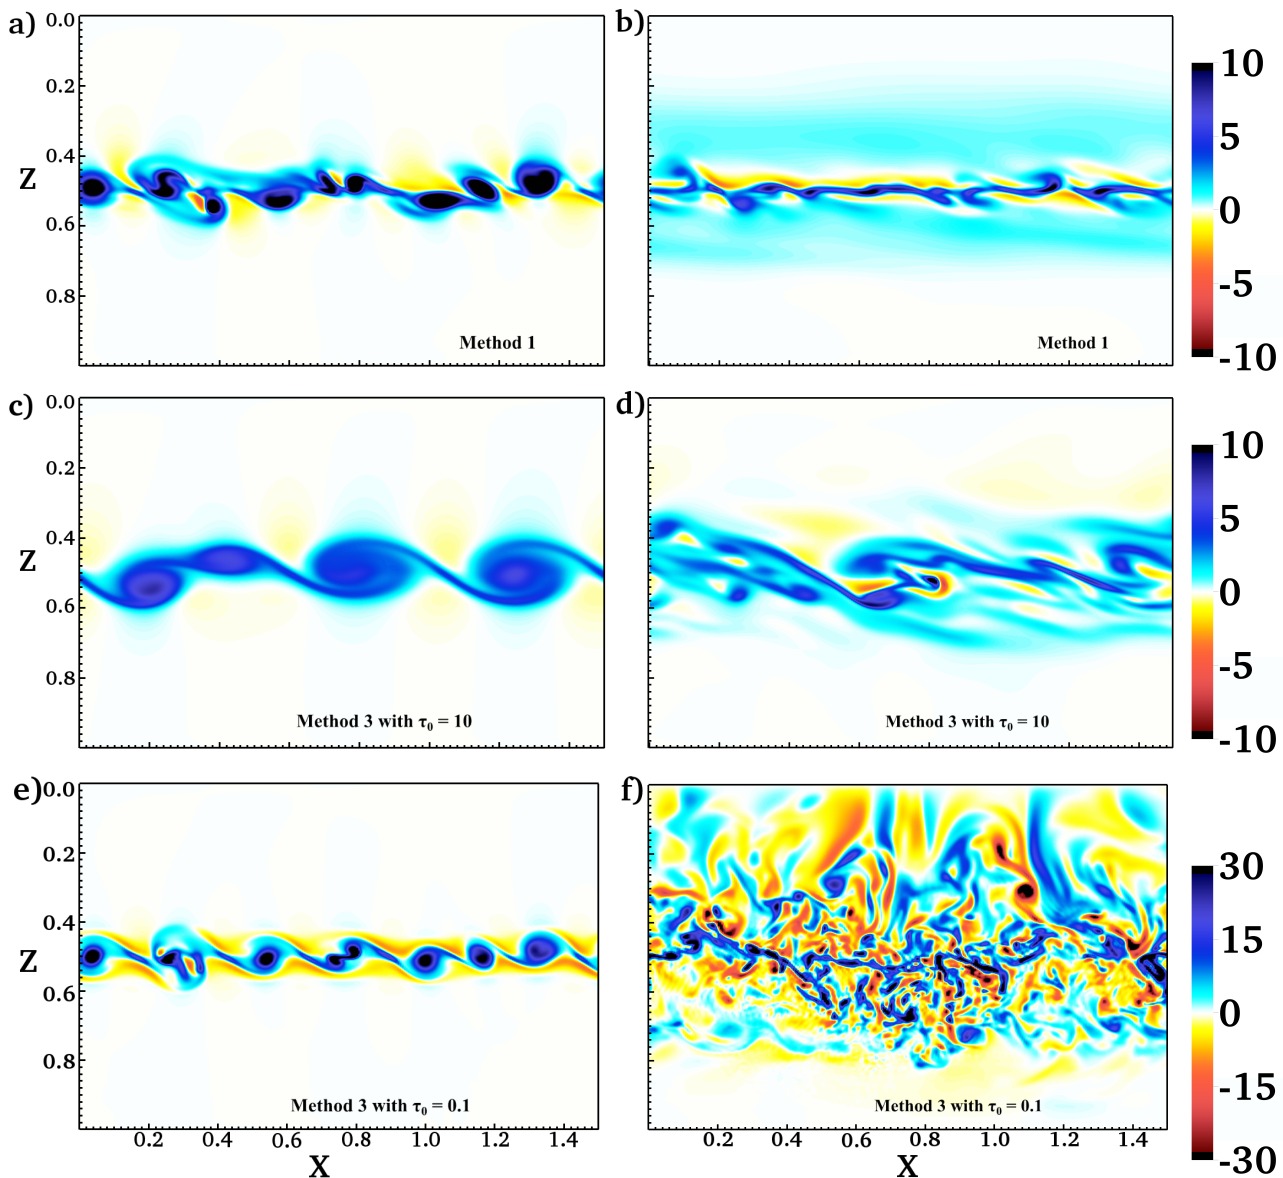 a)
0.0
0.2
0.4
0.6
0.8
Z
Method 1
b)
Method 1
10
5
0
-5
-10
c)
0.0
0.2
0.4
0.6
0.8
Z
Method 3 with τ₀ = 10
d)
Method 3 with τ₀ = 10
10
5
0
-5
-10
e)
0.0
0.2
0.4
0.6
0.8
Z
Method 3 with τ₀ = 0.1
0.2 0.4 0.6 0.8 1.0 1.2 1.4
X
f)
Method 3 with τ₀ = 0.1
0.2 0.4 0.6 0.8 1.0 1.2 1.4
X
30
15
0
-15
-30